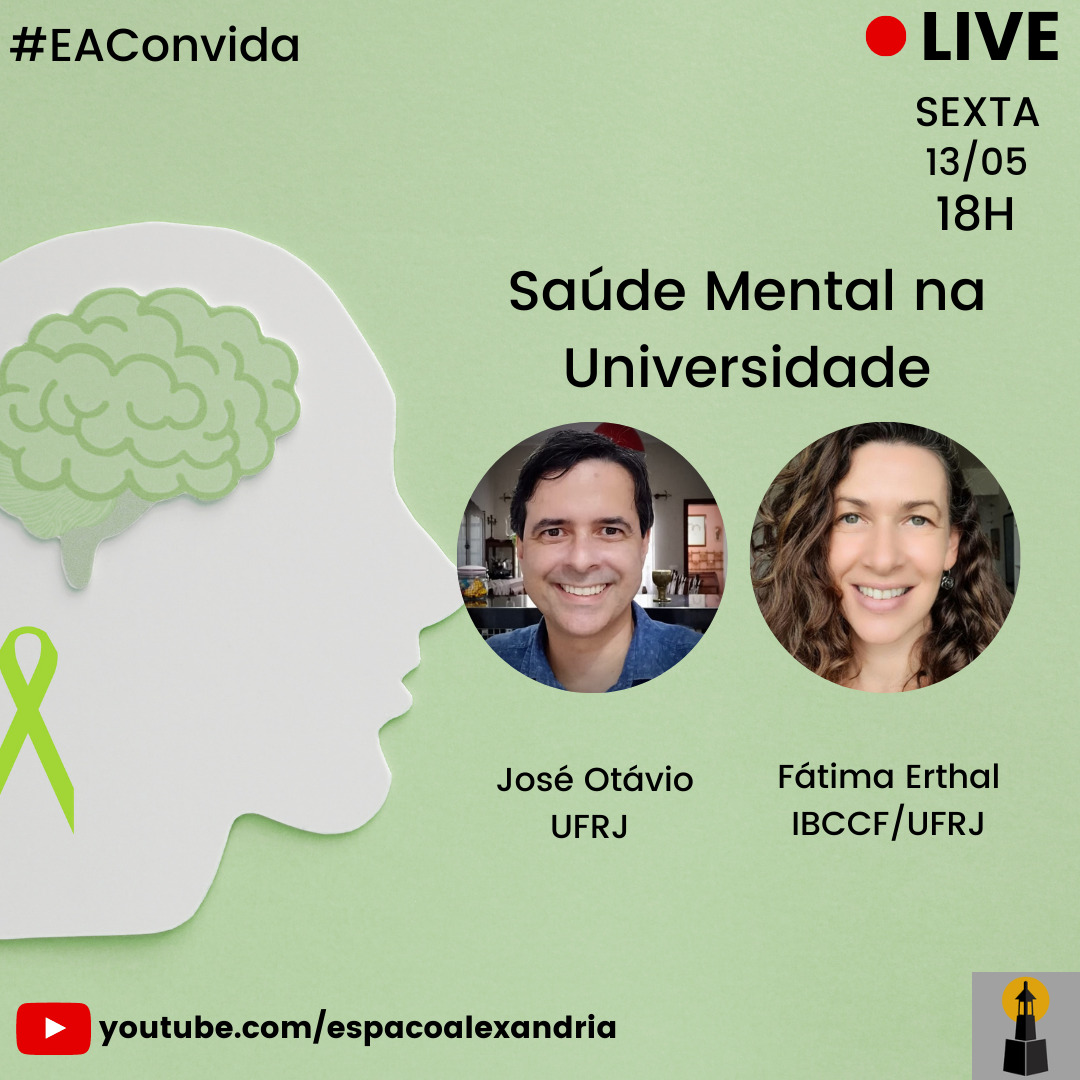 #EAConvida
LIVE
SEXTA
13/05
18H
Saúde Mental na
Universidade
José Otávio
UFRJ
Fátima Erthal
IBCCF/UFRJ
youtube.com/espacoalexandria